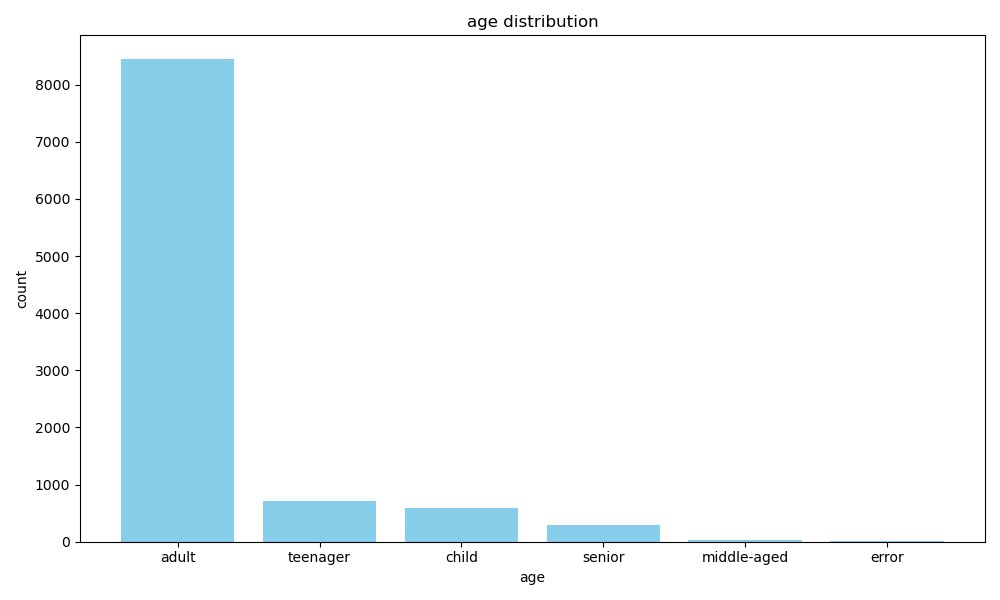 age distribution
count
8000
7000
6000
5000
4000
3000
2000
1000
0
adult teenager child senior middle-aged error
age